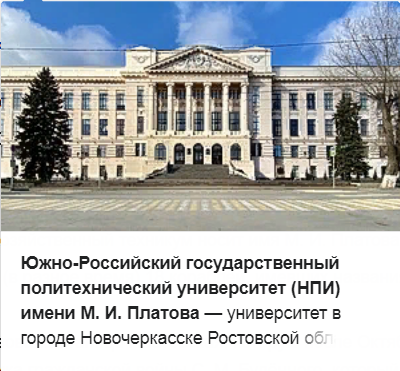 Южно-Российский государственный
политехнический университет (НПИ)
имени М. И. Платова — университет в
городе Новочеркасске Ростовской